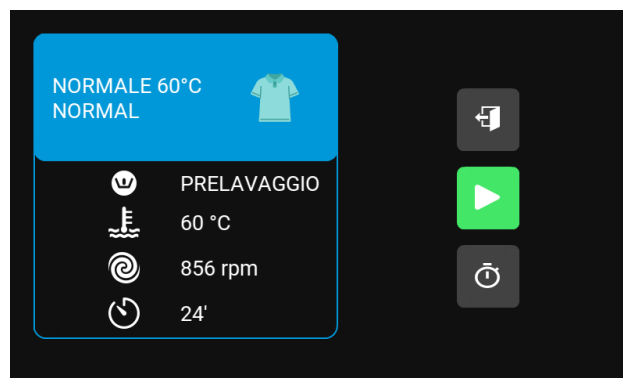 NORMALE 60°C
NORMAL
PRELAVAGGIO
60 °C
856 rpm
24'